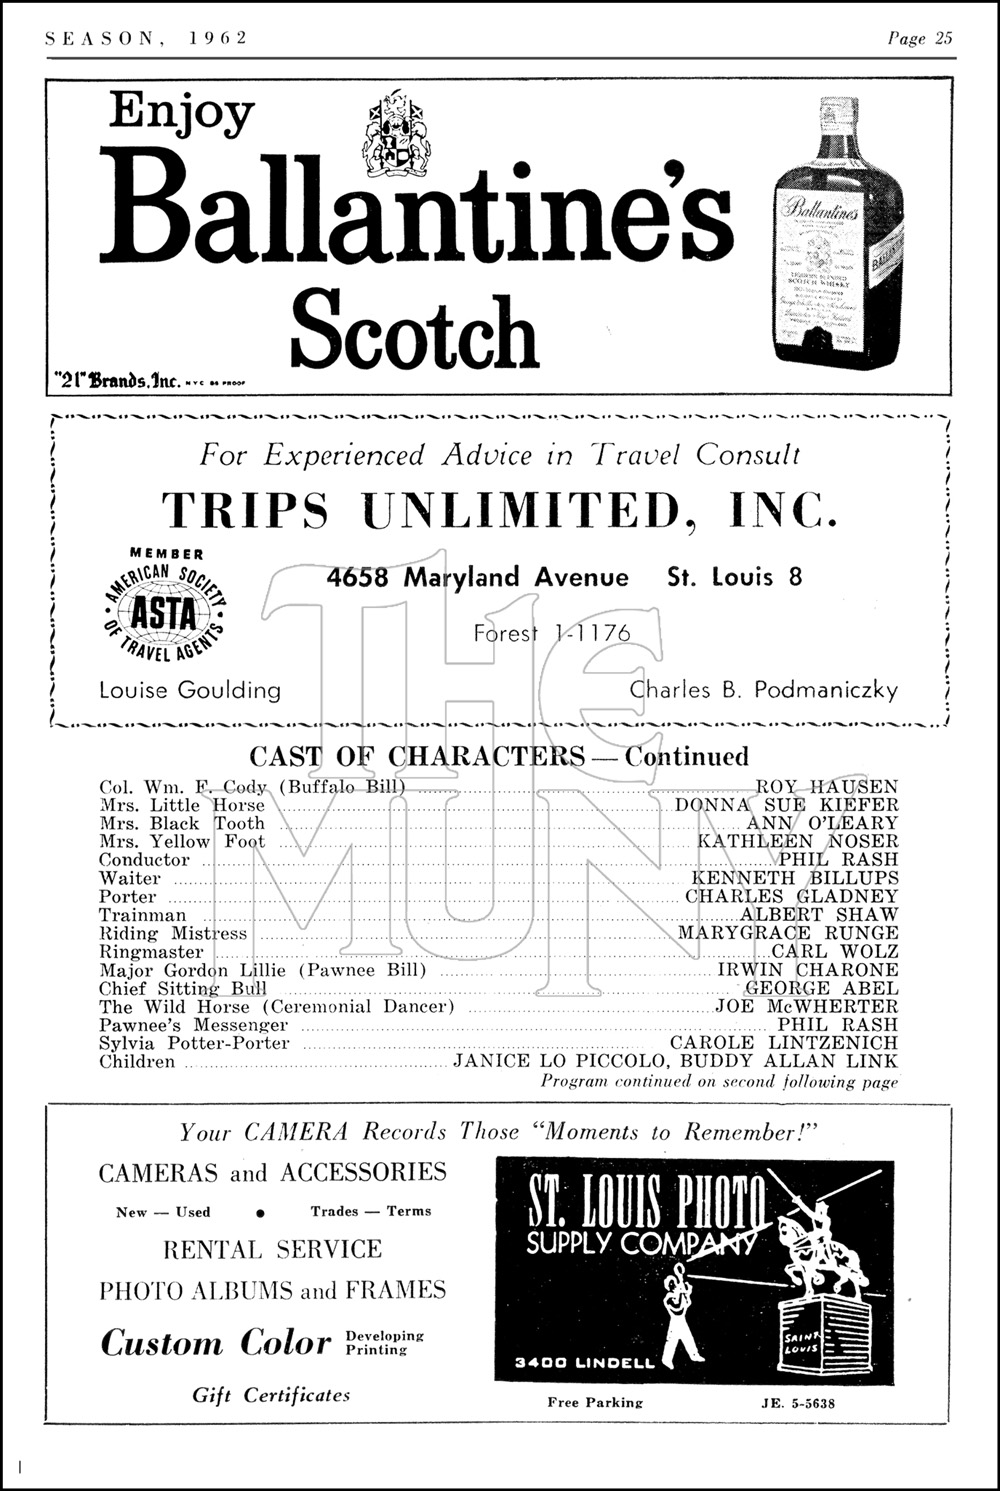 SEASON, 1962 Page 25
Enjoy
Ballantine's
Scotch
Ballantine's
LIQUEUR BLENDED
SCOTCH WHISKY
"21" Brands, Inc. NYC 86 PROOF
For Experienced Advice in Travel Consult
TRIPS UNLIMITED, INC.
MEMBER
AMERICAN SOCIETY
ASTA
OF TRAVEL AGENTS
4658 Maryland Avenue St. Louis 8
Forest 1-1176
Louise Goulding Charles B. Podmaniczky
THE
MUNY
CAST OF CHARACTERS — Continued
Col. Wm. F. Cody (Buffalo Bill) ROY HAUSEN
Mrs. Little Horse DONNA SUE KIEFER
Mrs. Black Tooth ANN O'LEARY
Mrs. Yellow Foot KATHLEEN NOSER
Conductor PHIL RASH
Waiter KENNETH BILLUPS
Porter CHARLES GLADNEY
Trainman ALBERT SHAW
Riding Mistress MARYGRACE RUNGE
Ringmaster CARL WOLZ
Major Gordon Lillie (Pawnee Bill) IRWIN CHARONE
Chief Sitting Bull GEORGE ABEL
The Wild Horse (Ceremonial Dancer) JOE McWHERTER
Pawnee's Messenger PHIL RASH
Sylvia Potter-Porter CAROLE LINTZENICH
Children JANICE LO PICCOLO, BUDDY ALLAN LINK
Program continued on second following page
Your CAMERA Records Those "Moments to Remember!"
CAMERAS and ACCESSORIES
New — Used • Trades — Terms
RENTAL SERVICE
PHOTO ALBUMS and FRAMES
Custom Color Developing
Printing
Gift Certificates
ST. LOUIS PHOTO
SUPPLY COMPANY
SAINT
LOUIS
3400 LINDELL
Free Parking JE. 5-5638